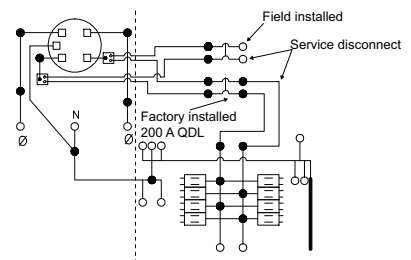 Field installed
Service disconnect
Factory installed
200 A QDL
N
Ø
Ø